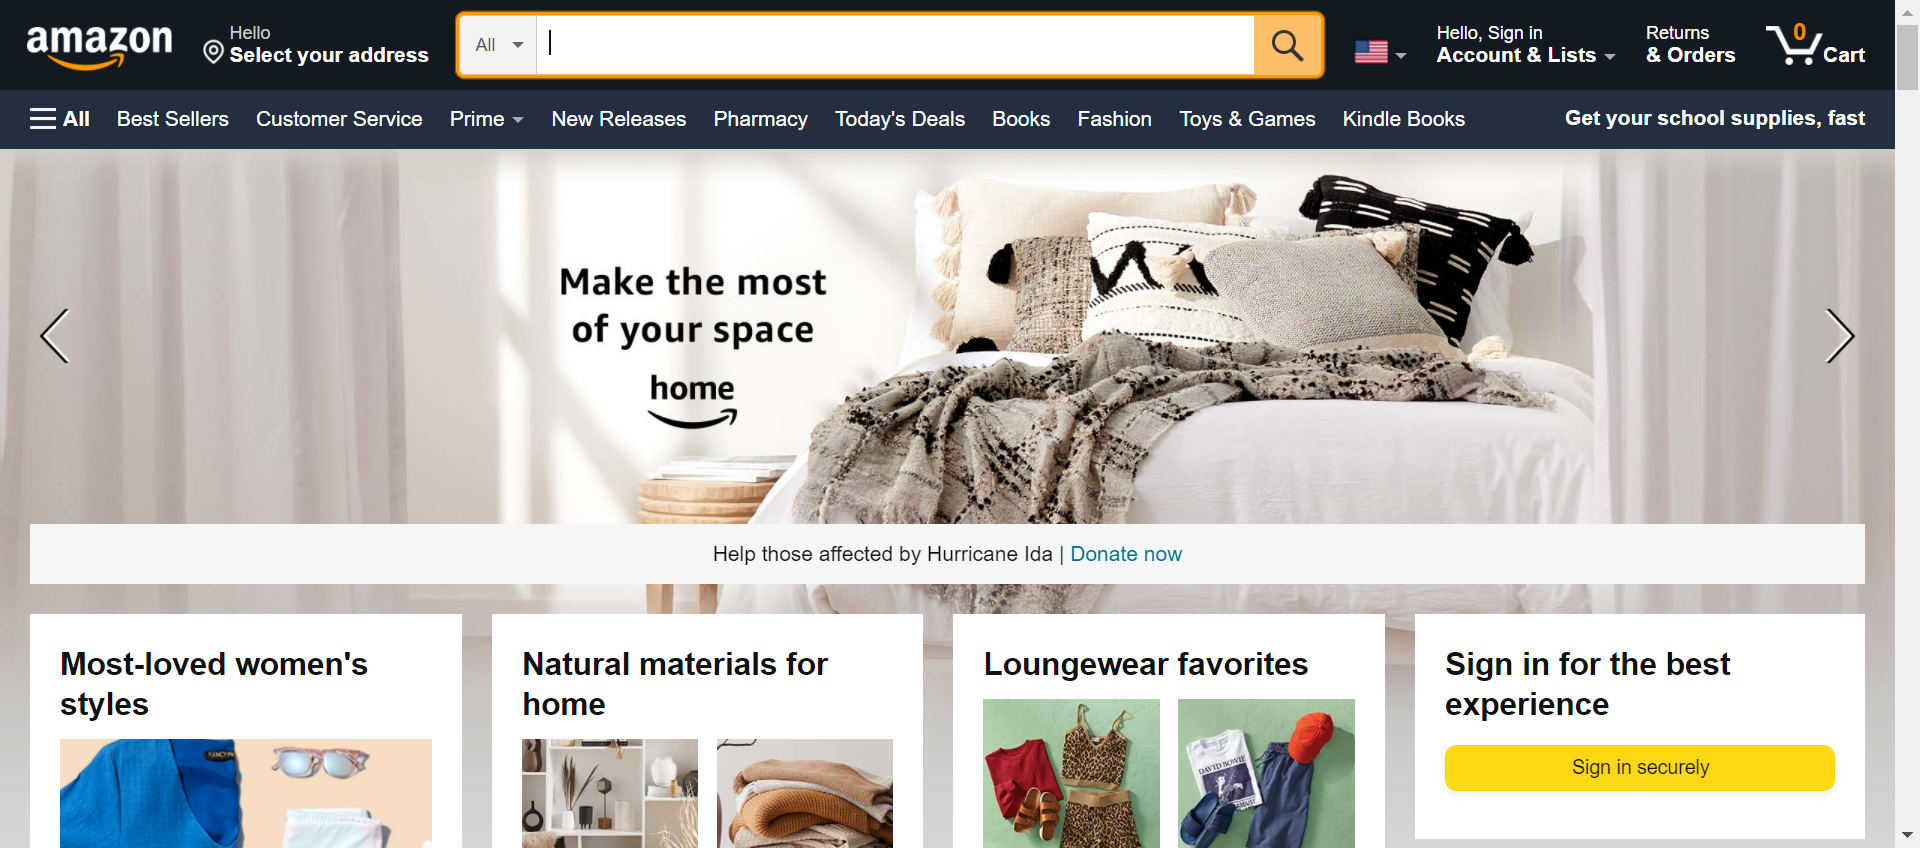 amazon
Hello
Select your address
All
Hello, Sign in
Account & Lists
Returns
& Orders
0
Cart
All
Best Sellers
Customer Service
Prime
New Releases
Pharmacy
Today's Deals
Books
Fashion
Toys & Games
Kindle Books
Get your school supplies, fast
Make the most
of your space
home
Help those affected by Hurricane Ida | Donate now
Most-loved women's
styles
Natural materials for
home
Loungewear favorites
DAVID BOWIE
Sign in for the best
experience
Sign in securely